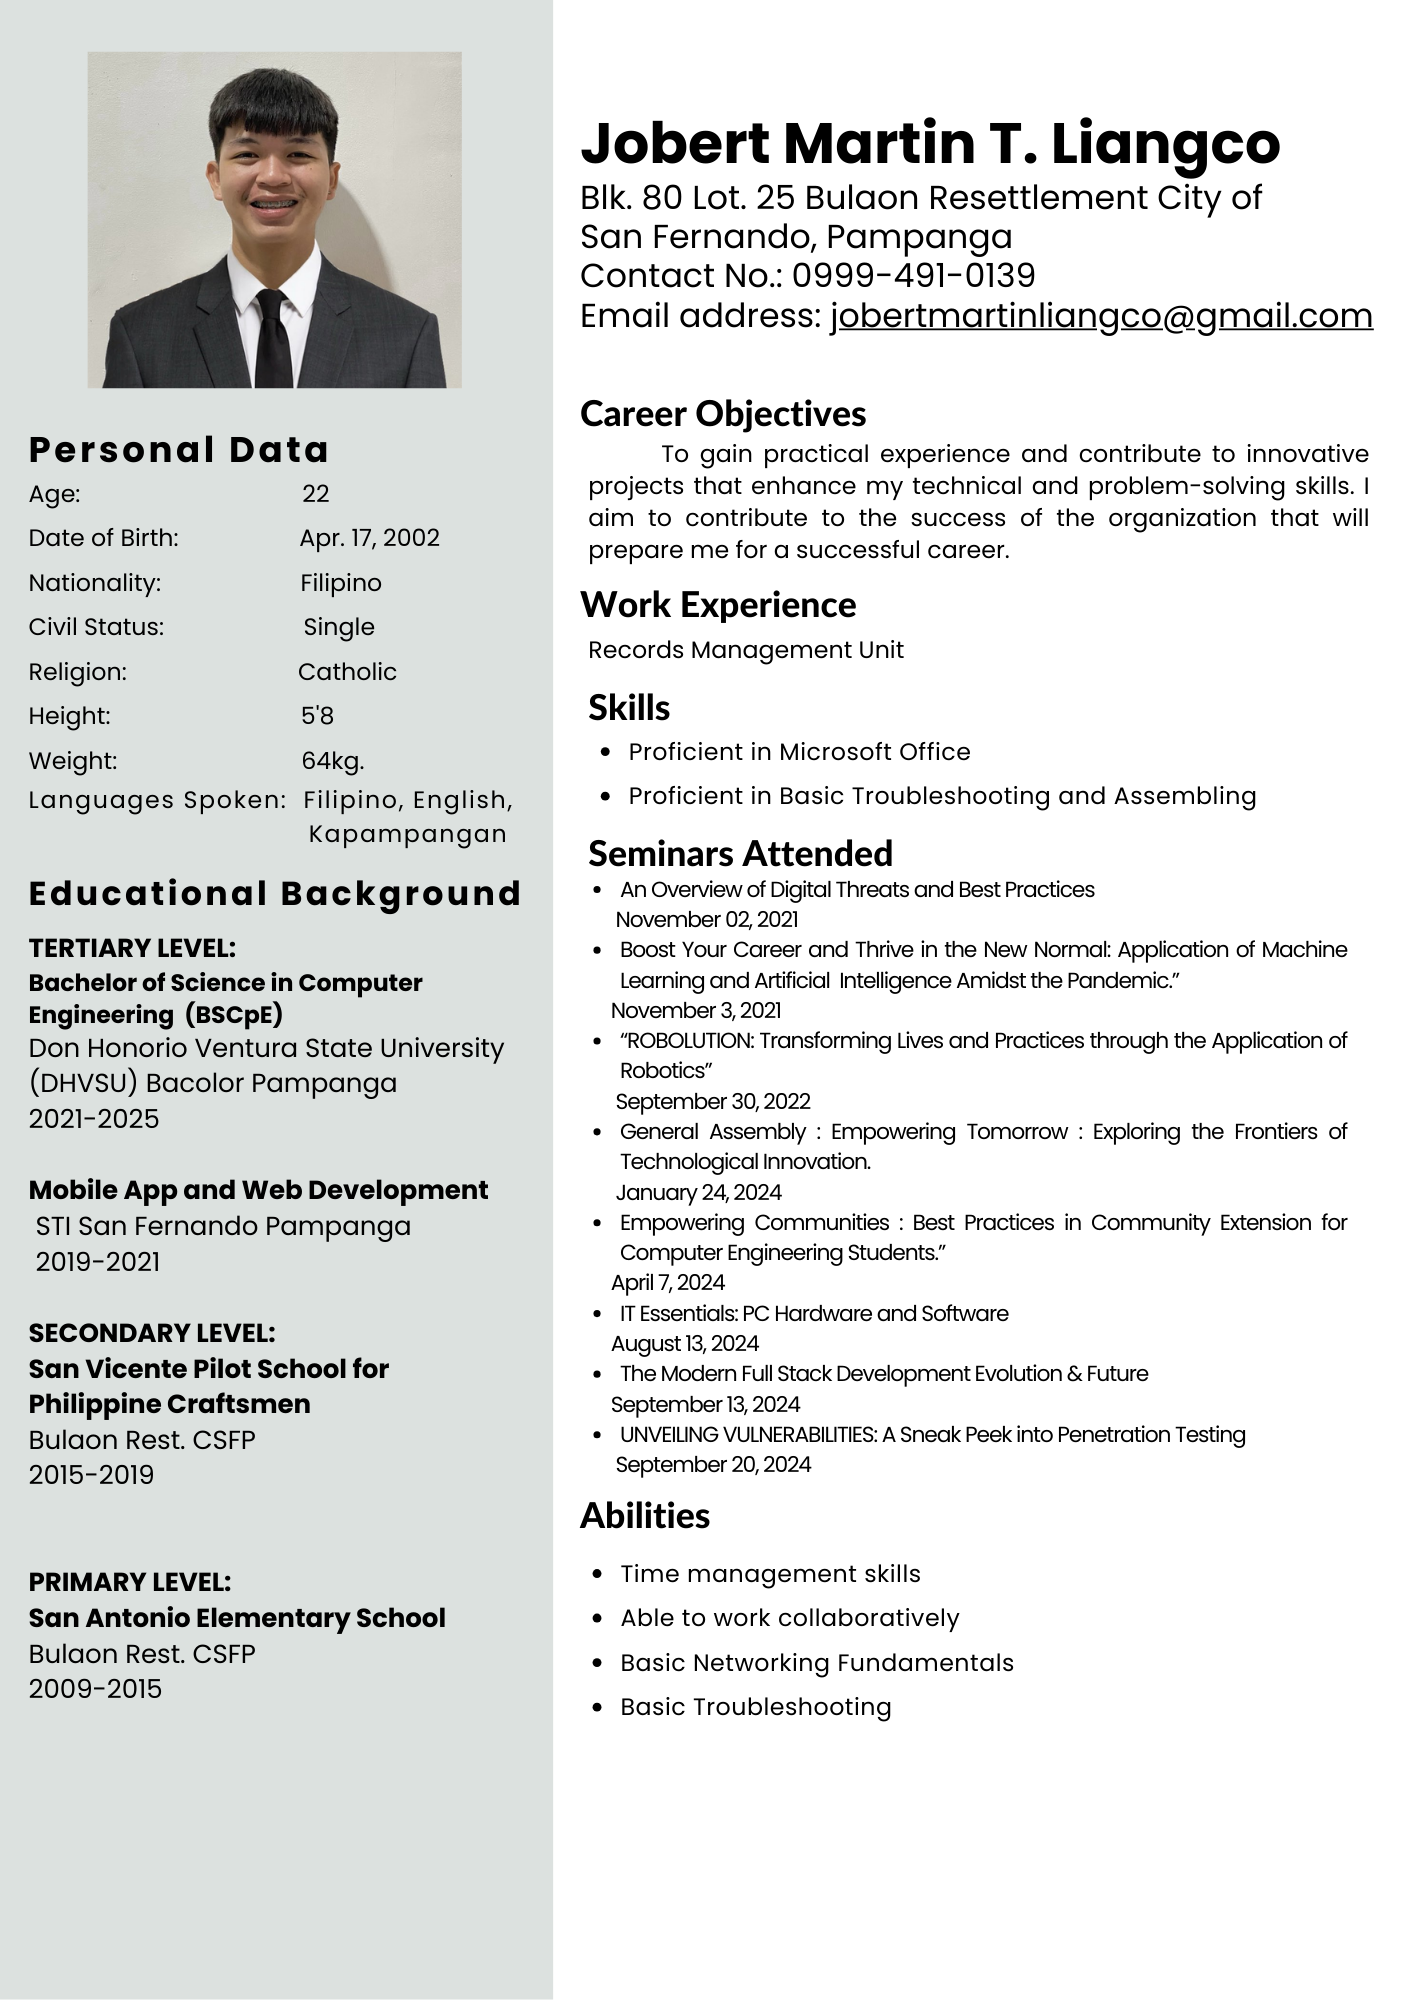 Jobert Martin T. Liangco
Blk. 80 Lot. 25 Bulaon Resettlement City of
San Fernando, Pampanga
Contact No.: 0999-491-0139
Email address: jobertmartinliangco@gmail.com
Personal Data
Age: 22
Date of Birth: Apr. 17, 2002
Nationality: Filipino
Civil Status: Single
Religion: Catholic
Height: 5'8
Weight: 64kg.
Languages Spoken: Filipino, English,
Kapampangan
Educational Background
TERTIARY LEVEL:
Bachelor of Science in Computer
Engineering (BSCpE)
Don Honorio Ventura State University
(DHVSU) Bacolor Pampanga
2021-2025
Mobile App and Web Development
STI San Fernando Pampanga
2019-2021
SECONDARY LEVEL:
San Vicente Pilot School for
Philippine Craftsmen
Bulaon Rest. CSFP
2015-2019
PRIMARY LEVEL:
San Antonio Elementary School
Bulaon Rest. CSFP
2009-2015
Career Objectives
To gain practical experience and contribute to innovative
projects that enhance my technical and problem-solving skills. I
aim to contribute to the success of the organization that will
prepare me for a successful career.
Work Experience
Records Management Unit
Skills
• Proficient in Microsoft Office
• Proficient in Basic Troubleshooting and Assembling
Seminars Attended
• An Overview of Digital Threats and Best Practices
November 02, 2021
• Boost Your Career and Thrive in the New Normal: Application of Machine
Learning and Artificial Intelligence Amidst the Pandemic.”
November 3, 2021
• “ROBOLUTION: Transforming Lives and Practices through the Application of
Robotics”
September 30, 2022
• General Assembly : Empowering Tomorrow : Exploring the Frontiers of
Technological Innovation.
January 24, 2024
• Empowering Communities : Best Practices in Community Extension for
Computer Engineering Students.”
April 7, 2024
• IT Essentials: PC Hardware and Software
August 13, 2024
• The Modern Full Stack Development Evolution & Future
September 13, 2024
• UNVEILING VULNERABILITIES: A Sneak Peek into Penetration Testing
September 20, 2024
Abilities
• Time management skills
• Able to work collaboratively
• Basic Networking Fundamentals
• Basic Troubleshooting